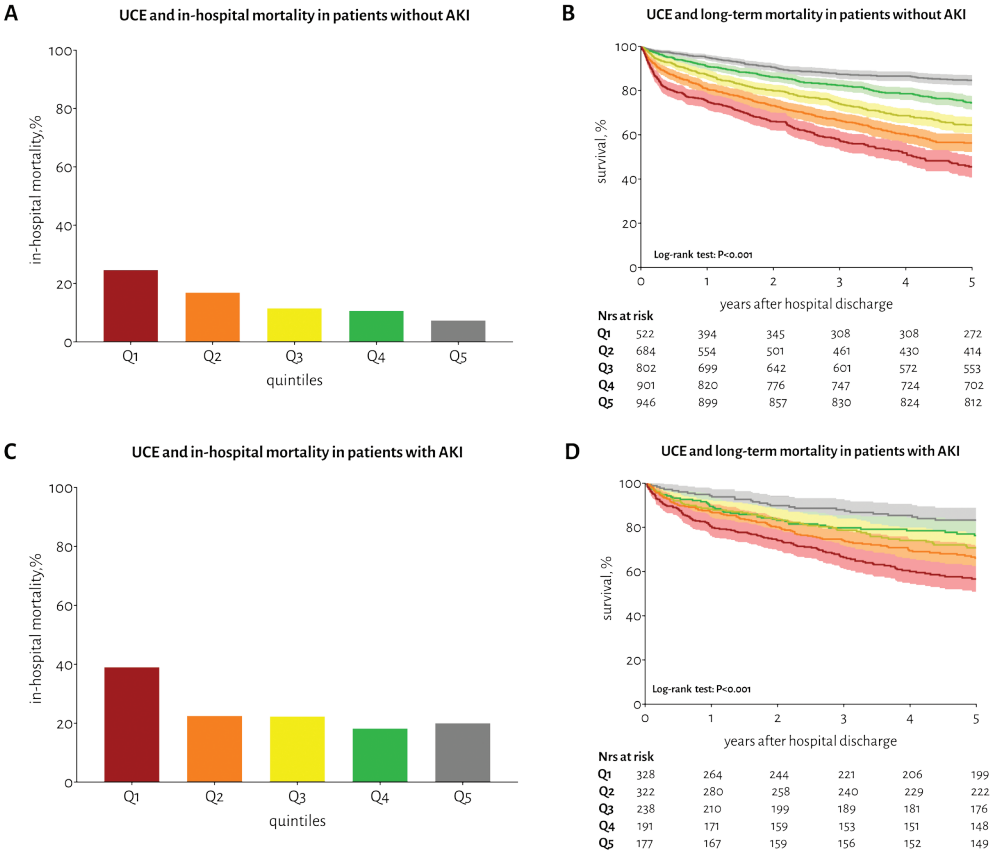 A
UCE and in-hospital mortality in patients without AKI
in-hospital mortality,%
100
80
60
40
20
0
Q1 Q2 Q3 Q4 Q5
quintiles
B
UCE and long-term mortality in patients without AKI
survival, %
100
80
60
40
20
0
Log-rank test: P<0.001
0 1 2 3 4 5
years after hospital discharge
Nrs at risk
Q1 522 394 345 308 308 272
Q2 684 554 501 461 430 414
Q3 802 699 642 601 572 553
Q4 901 820 776 747 724 702
Q5 946 899 857 830 824 812
C
UCE and in-hospital mortality in patients with AKI
in-hospital mortality,%
100
80
60
40
20
0
Q1 Q2 Q3 Q4 Q5
quintiles
D
UCE and long-term mortality in patients with AKI
survival, %
100
80
60
40
20
0
Log-rank test: P<0.001
0 1 2 3 4 5
years after hospital discharge
Nrs at risk
Q1 328 264 244 221 206 199
Q2 322 280 258 240 229 222
Q3 238 210 199 189 181 176
Q4 191 171 159 153 151 148
Q5 177 167 159 156 152 149